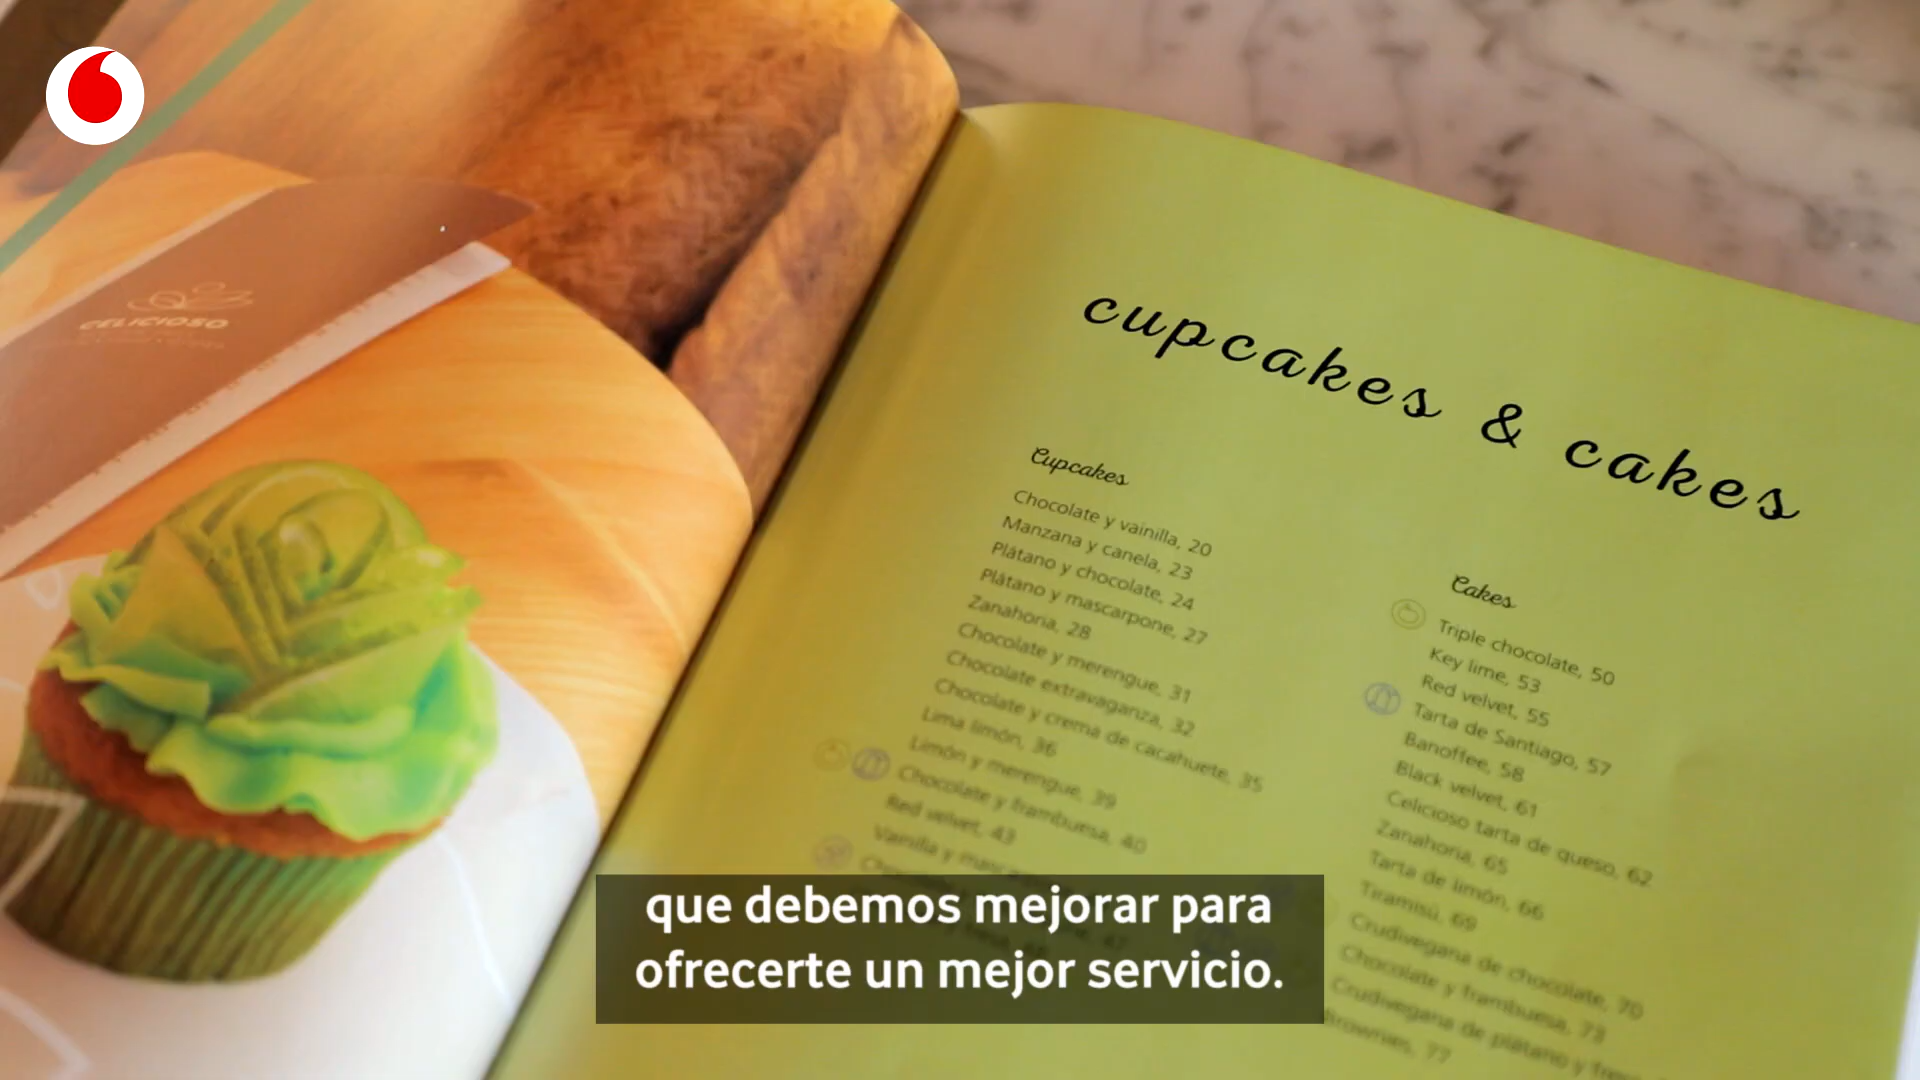 CELICIOSO
cupcakes & cakes
Cupcakes
Chocolate y vainilla, 20
Manzana y canela, 23
Plátano y chocolate, 24
Plátano y mascarpone, 27
Zanahoria, 28
Chocolate y merengue, 31
Chocolate extravaganza, 32
Chocolate y crema de cacahuete, 35
Lima limón, 36
Limón y merengue, 39
Chocolate y frambuesa, 40
Red velvet, 43
Cakes
Triple chocolate, 50
Key lime, 53
Red velvet, 55
Tarta de Santiago, 57
Banoffee, 58
Black velvet, 61
Celicioso tarta de queso, 62
Zanahoria, 65
Tarta de limón, 66
Tiramisú, 69
Crudivegana de chocolate, 70
Chocolate y frambuesa, 73
Crudivegana de plátano y
Brownies, 77
que debemos mejorar para
ofrecerte un mejor servicio.